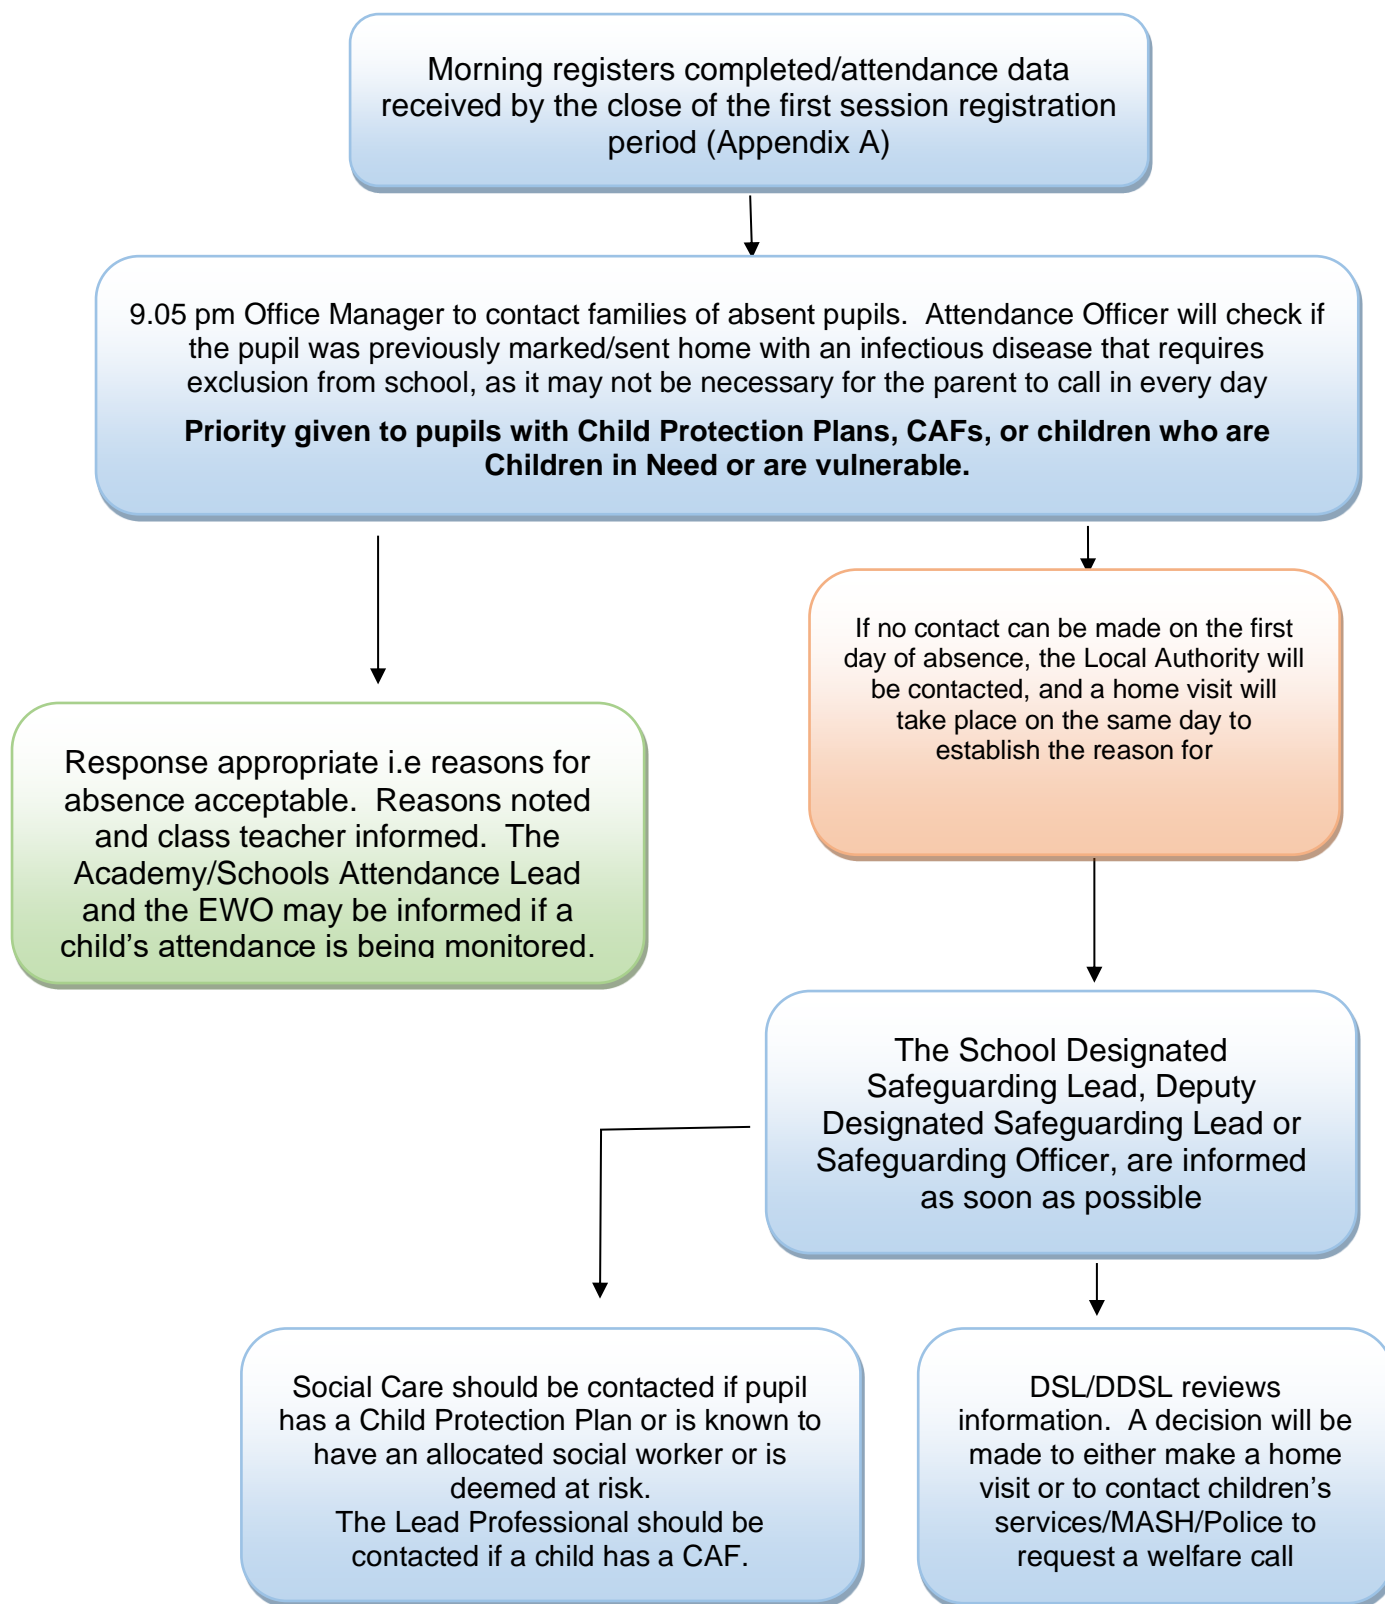 Morning registers completed/attendance data
received by the close of the first session registration
period (Appendix A)
9.05 pm Office Manager to contact families of absent pupils.  Attendance Officer will check if
the pupil was previously marked/sent home with an infectious disease that requires
exclusion from school, as it may not be necessary for the parent to call in every day
Priority given to pupils with Child Protection Plans, CAFs, or children who are
Children in Need or are vulnerable.
If no contact can be made on the first
day of absence, the Local Authority will
be contacted, and a home visit will
take place on the same day to
establish the reason for
Response appropriate i.e reasons for
absence acceptable.  Reasons noted
and class teacher informed.  The
Academy/Schools Attendance Lead
and the EWO may be informed if a
child’s attendance is being monitored.
The School Designated
Safeguarding Lead, Deputy
Designated Safeguarding Lead or
Safeguarding Officer, are informed
as soon as possible
Social Care should be contacted if pupil
has a Child Protection Plan or is known to
have an allocated social worker or is
deemed at risk.
The Lead Professional should be
contacted if a child has a CAF.
DSL/DDSL reviews
information.  A decision will be
made to either make a home
visit or to contact children’s
services/MASH/Police to
request a welfare call